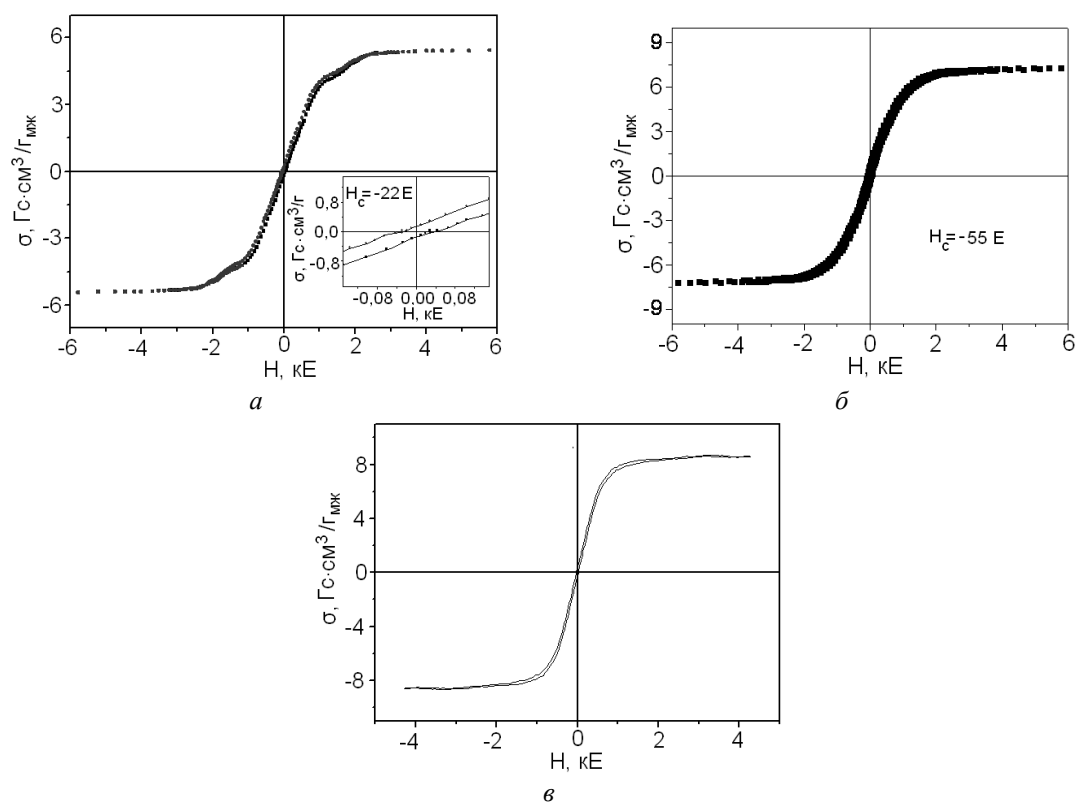 6
3
0
-3
-6
σ, Гс·см³/гмж
-6 -4 -2 0 2 4 6
Н, кЕ
Hc= -22 Е
0,8
0,0
-0,8
σ, Гс·см³/г
-0,08 0,00 0,08
Н, кЕ
а
9
6
3
0
-3
-6
-9
σ, Гс·см³/гмж
Hc= -55 Е
-6 -4 -2 0 2 4 6
Н, кЕ
б
8
4
0
-4
-8
σ, Гс·см³/гмж
-4 -2 0 2 4
Н, кЕ
в